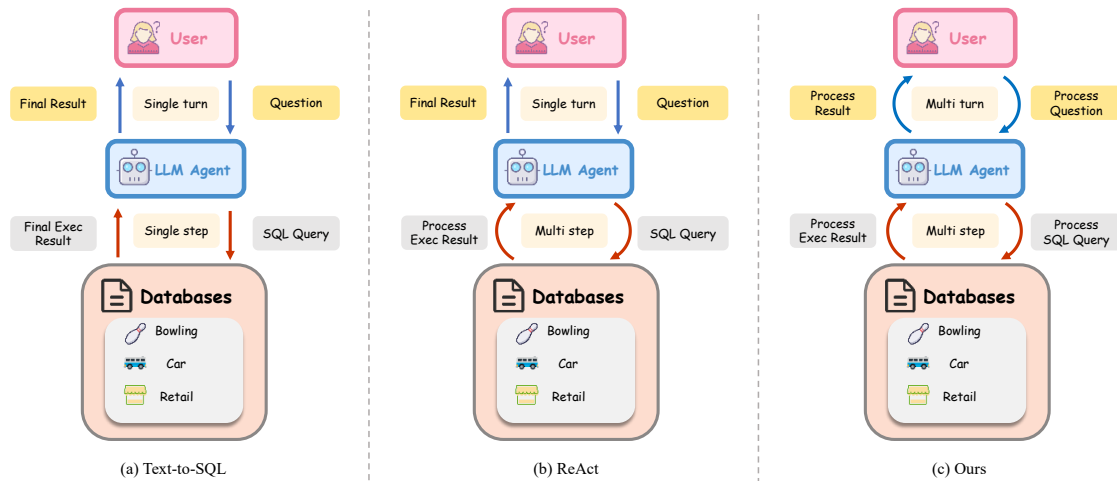 User
Final Result
Single turn
Question
LLM Agent
Final Exec
Result
Single step
SQL Query
Databases
Bowling
Car
Retail
(a) Text-to-SQL
User
Final Result
Single turn
Question
LLM Agent
Process
Exec Result
Multi step
SQL Query
Databases
Bowling
Car
Retail
(b) ReAct
User
Process
Result
Multi turn
Process
Question
LLM Agent
Process
Exec Result
Multi step
Process
SQL Query
Databases
Bowling
Car
Retail
(c) Ours